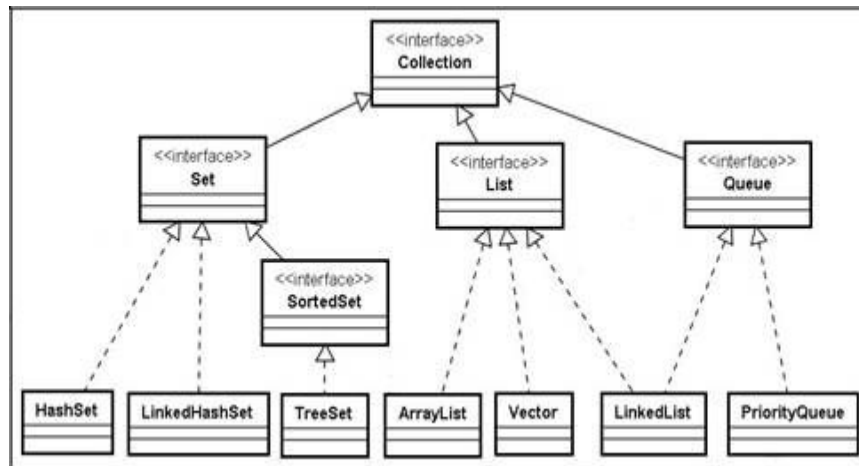 <<interface>>
Collection
<<interface>>
Set
<<interface>>
List
<<interface>>
Queue
<<interface>>
SortedSet
HashSet
LinkedHashSet
TreeSet
ArrayList
Vector
LinkedList
PriorityQueue